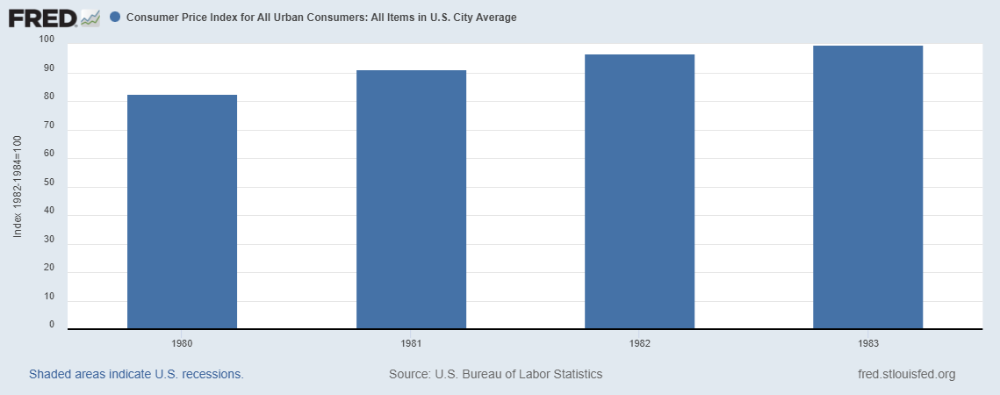 FRED
Consumer Price Index for All Urban Consumers: All Items in U.S. City Average
100
90
80
70
60
50
40
30
20
10
0
Index 1982-1984=100
1980
1981
1982
1983
Shaded areas indicate U.S. recessions.
Source: U.S. Bureau of Labor Statistics
fred.stlouisfed.org